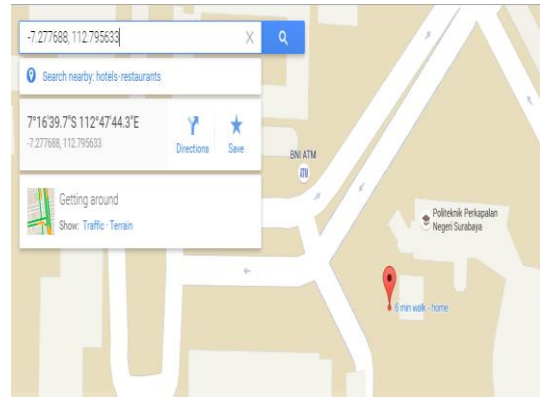 -7.277688, 112.795633
Search nearby: hotels·restaurants
7°16'39.7"S 112°47'44.3"E
-7.277688, 112.795633
Directions
Save
Getting around
Show: Traffic · Terrain
BNI ATM
Politeknik Perkapalan
Negeri Surabaya
6 min walk - home